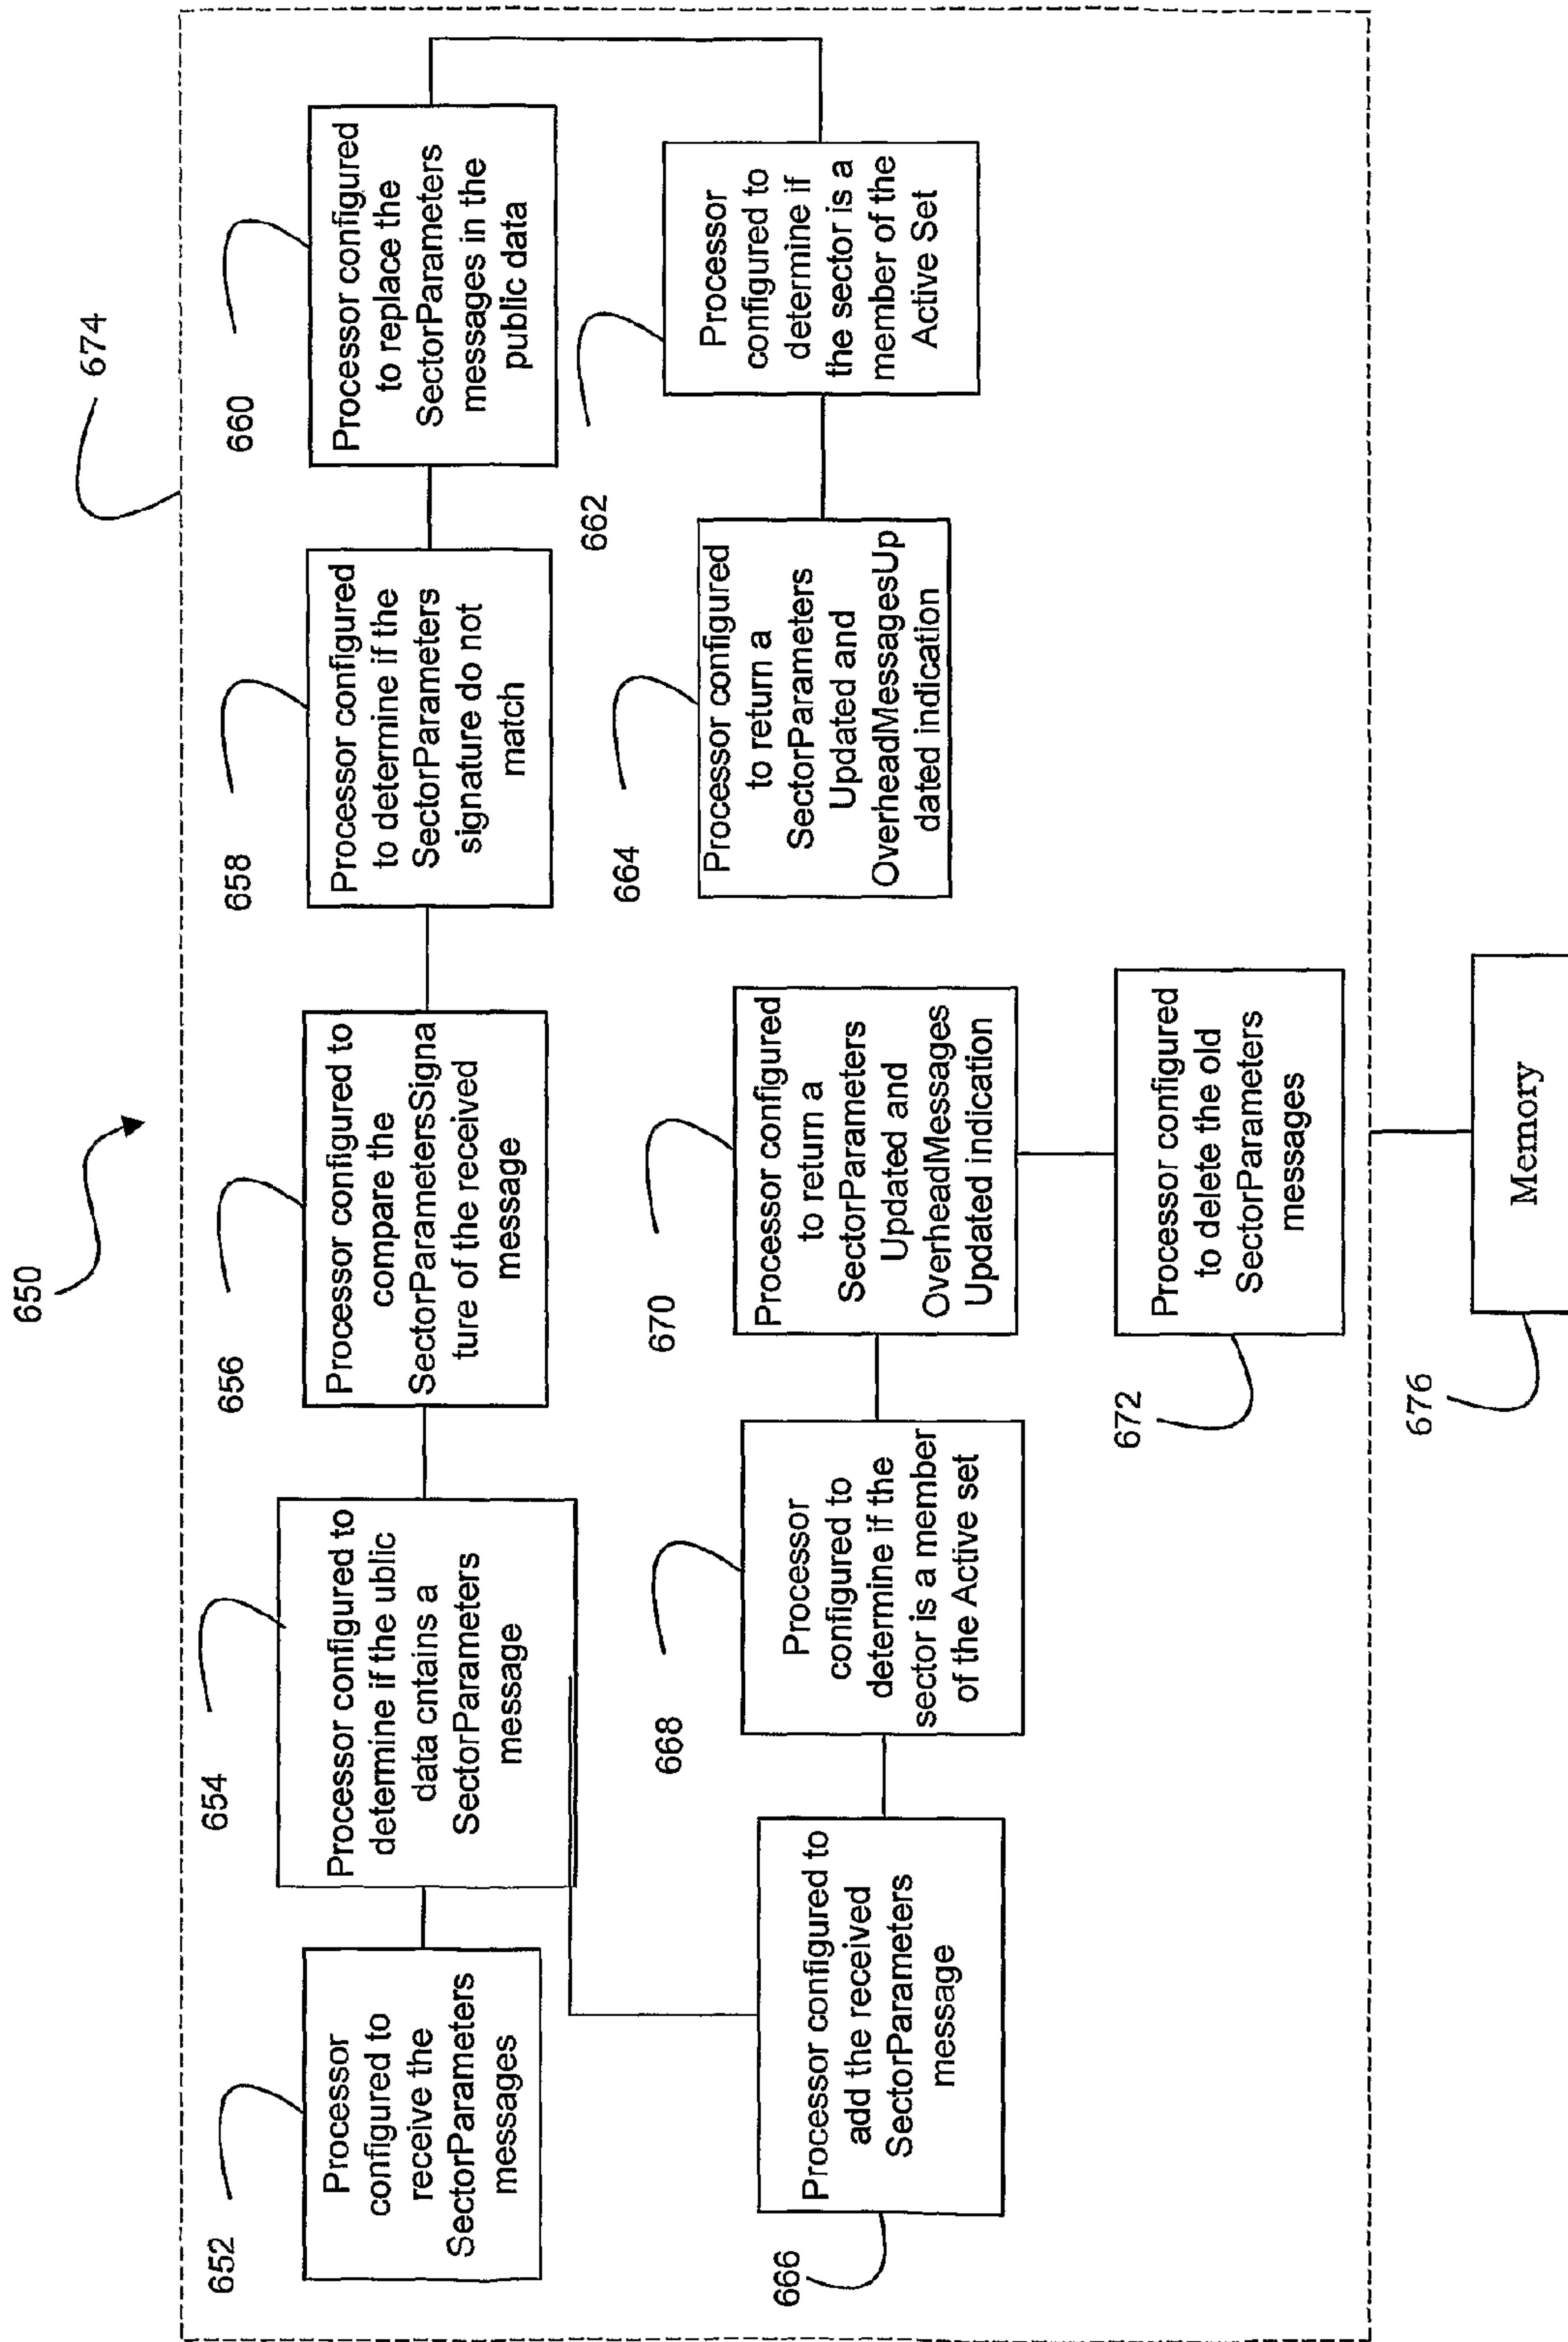 650
674
652
Processor
configured to
receive the
SectorParameters
messages
654
Processor configured to
determine if the ublic
data cntains a
SectorParameters
message
656
Processor configured to
compare the
SectorParametersSigna
ture of the received
message
658
Processor configured
to determine if the
SectorParameters
signature do not
match
660
Processor configured
to replace the
SectorParameters
messages in the
public data
662
Processor
configured to
determine if
the sector is a
member of the
Active Set
664
Processor configured
to return a
SectorParameters
Updated and
OverheadMessagesUp
dated indication
666
Processor configured to
add the received
SectorParameters
message
668
Processor
configured to
determine if the
sector is a member
of the Active set
670
Processor configured
to return a
SectorParameters
Updated and
OverheadMessages
Updated indication
672
Processor configured
to delete the old
SectorParameters
messages
676
Memory